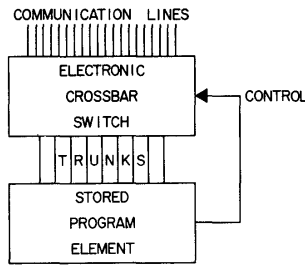 COMMUNICATION LINES
ELECTRONIC
CROSSBAR
SWITCH
CONTROL
TRUNKS
STORED
PROGRAM
ELEMENT